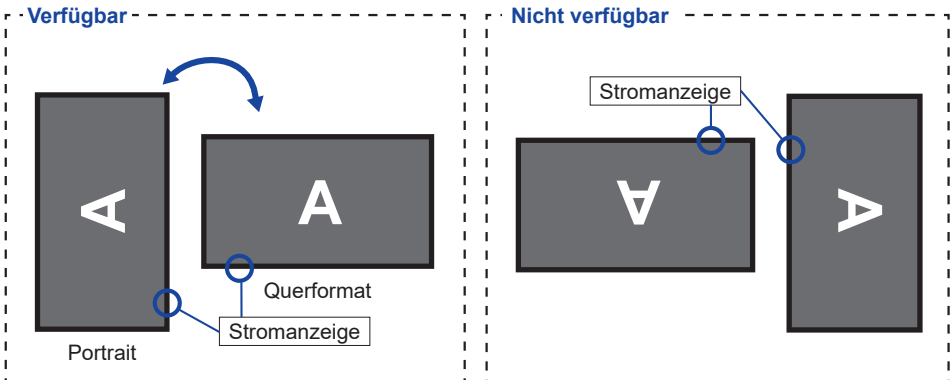 Verfügbar
A
A
Querformat
Stromanzeige
Portrait
Nicht verfügbar
Stromanzeige
A
A